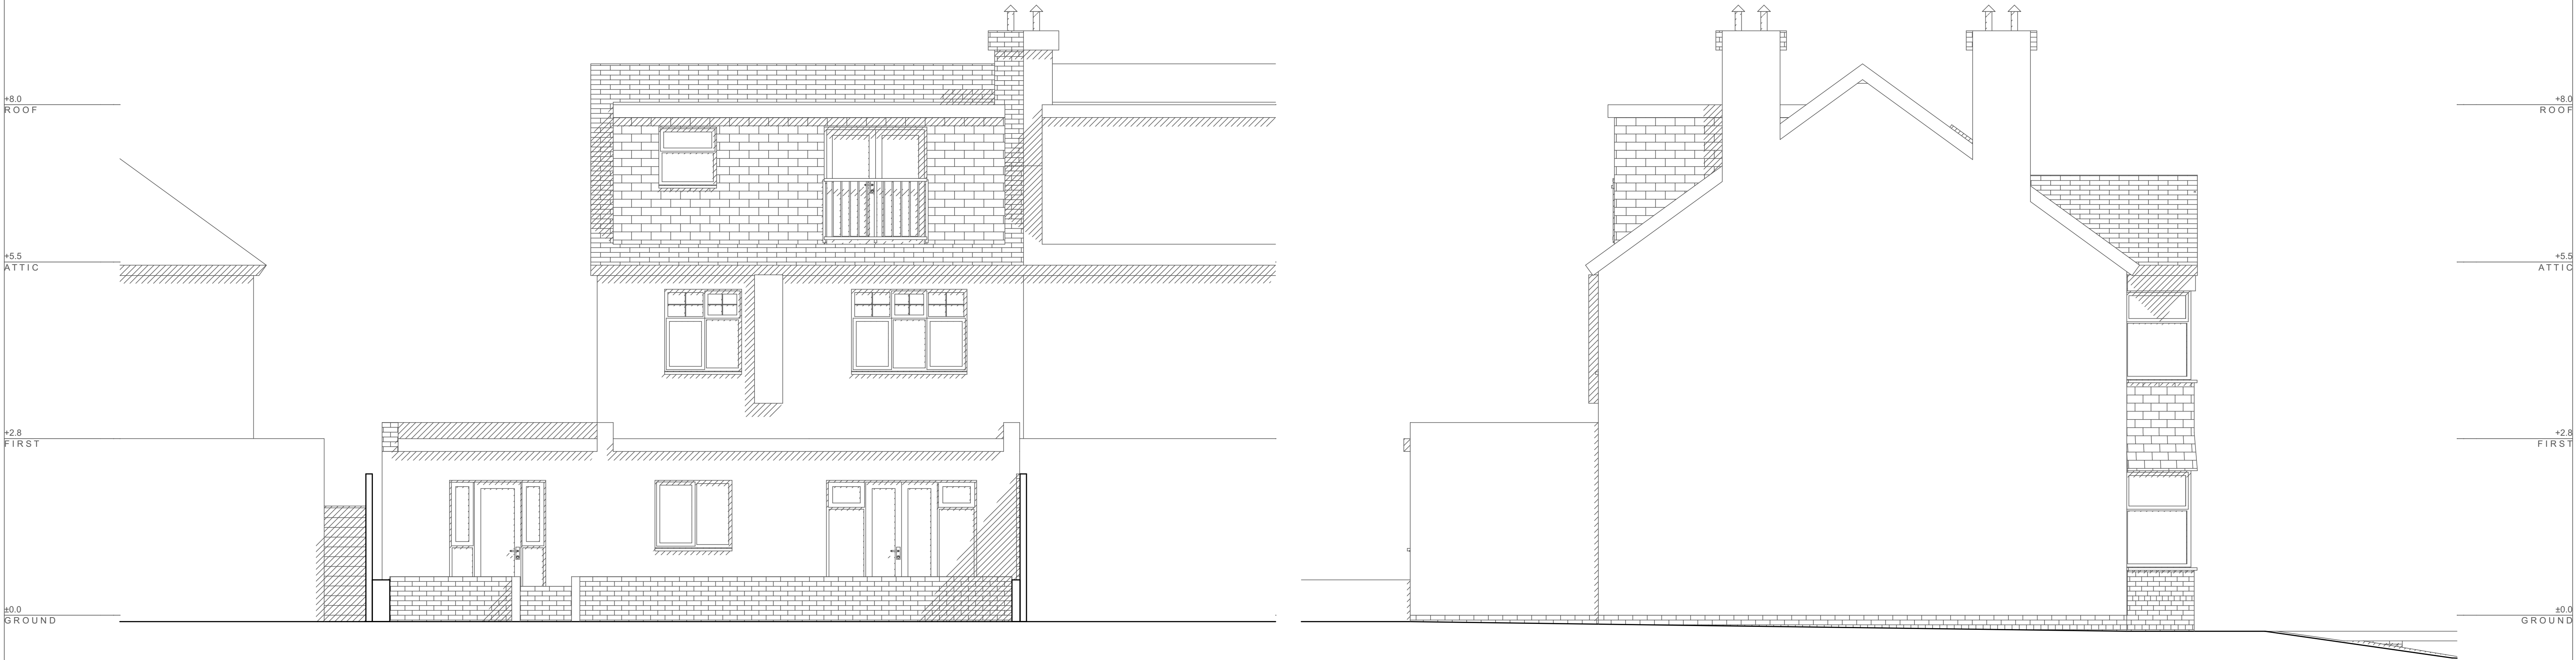 +8.0
ROOF
+5.5
ATTIC
+2.8
FIRST
±0.0
GROUND
+8.0
ROOF
+5.5
ATTIC
+2.8
FIRST
±0.0
GROUND